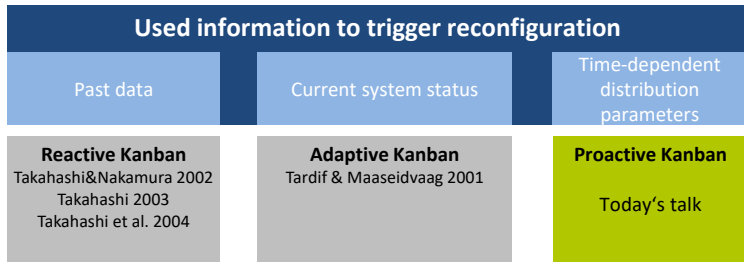 Used information to trigger reconfiguration
Past data
Current system status
Time-dependent
distribution
parameters
Reactive Kanban
Takahashi&Nakamura 2002
Takahashi 2003
Takahashi et al. 2004
Adaptive Kanban
Tardif & Maaseidvaag 2001
Proactive Kanban
Today‘s talk